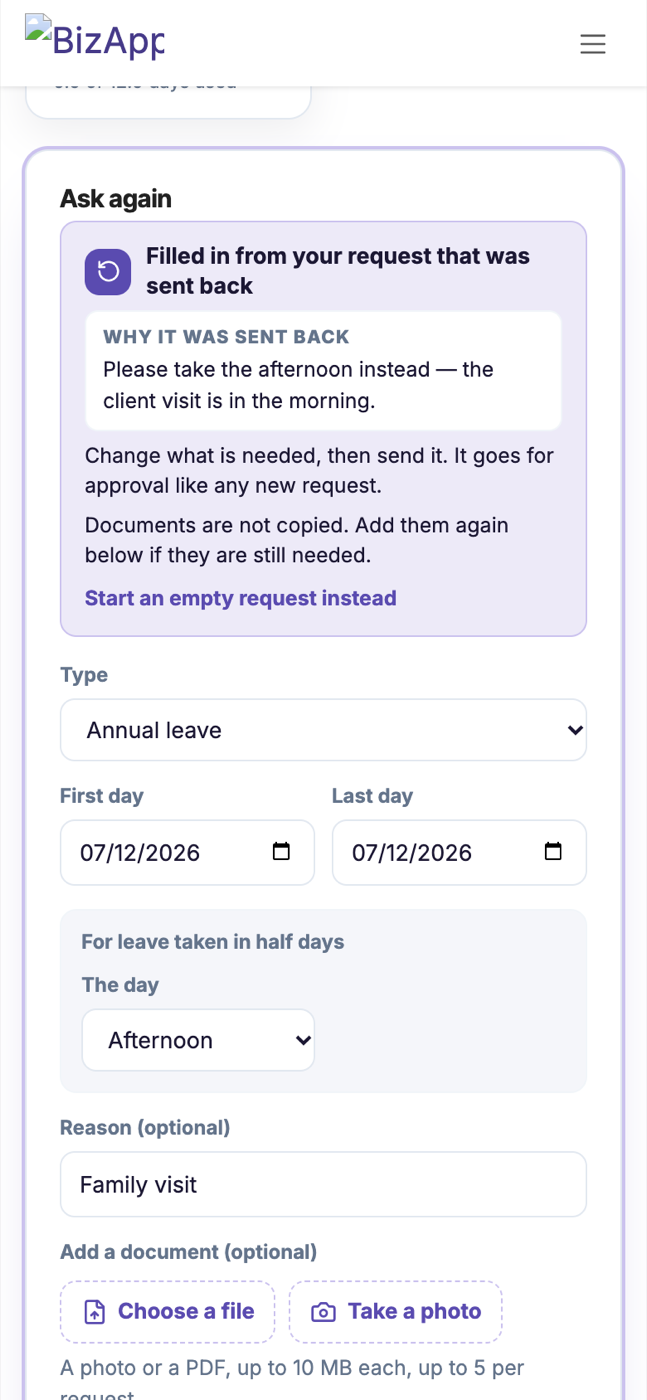 BizApp
Ask again
Filled in from your request that was
sent back
WHY IT WAS SENT BACK
Please take the afternoon instead — the
client visit is in the morning.
Change what is needed, then send it. It goes for
approval like any new request.
Documents are not copied. Add them again
below if they are still needed.
Start an empty request instead
Type
Annual leave
First day
Last day
07/12/2026
07/12/2026
For leave taken in half days
The day
Afternoon
Reason (optional)
Family visit
Add a document (optional)
Choose a file
Take a photo
A photo or a PDF, up to 10 MB each, up to 5 per
request